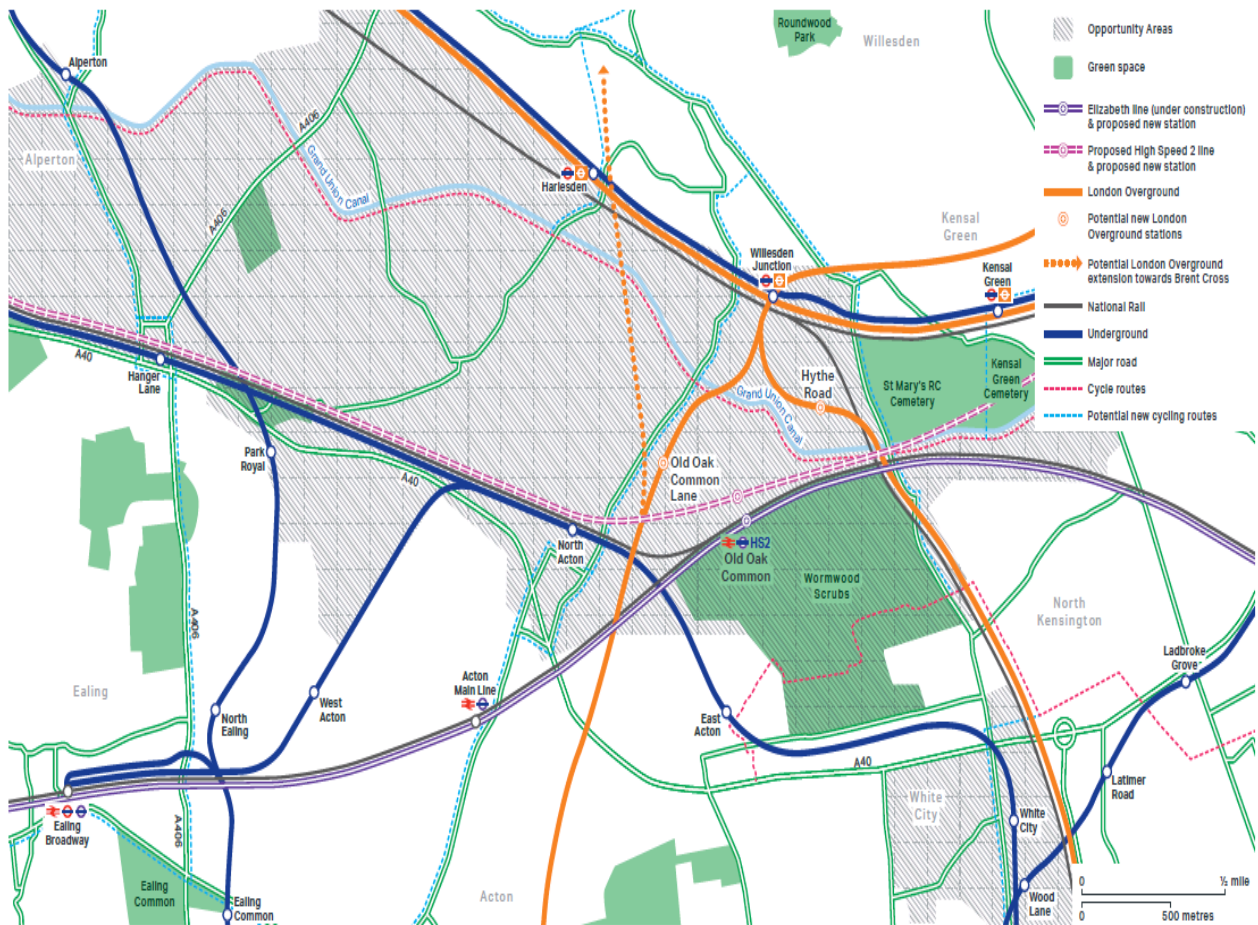 Roundwood
Park
Willesden
Alperton
A406
Alperton
Grand Union Canal
Harlesden
A406
Kensal
Green
Willesden
Junction
Kensal
Green
A40
Hanger
Lane
Hythe
Road
St Mary's RC
Cemetery
Kensal
Green
Cemetery
Grand Union Canal
Park
Royal
A40
Old Oak
Common
Lane
North
Acton
HS2
Old Oak
Common
Wormwood
Scrubs
North
Kensington
A406
Ealing
Ladbroke
Grove
Acton
Main Line
West
Acton
North
Ealing
East
Acton
A40
White
City
Latimer
Road
White
City
Ealing
Broadway
A406
Ealing
Common
Ealing
Common
Acton
Wood
Lane
Opportunity Areas
Green space
Elizabeth line (under construction)
& proposed new station
Proposed High Speed 2 line
& proposed new station
London Overground
Potential new London
Overground stations
Potential London Overground
extension towards Brent Cross
National Rail
Underground
Major road
Cycle routes
Potential new cycling routes
0 ½ mile
0 500 metres